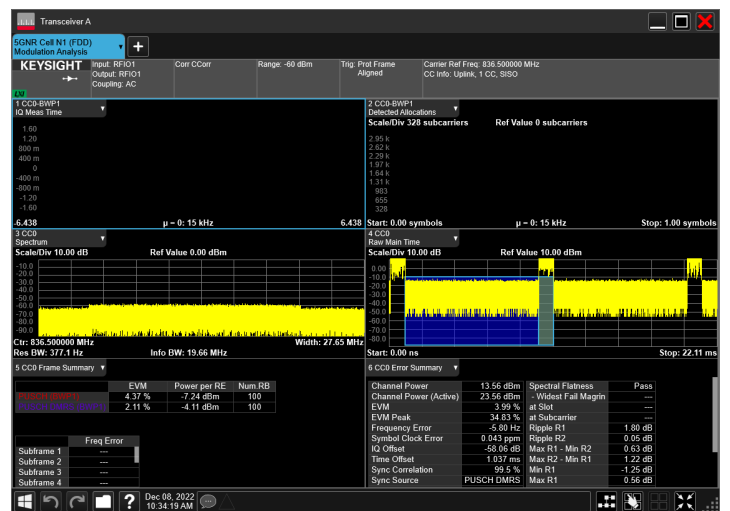 Transceiver A
5GNR Cell N1 (FDD)
Modulation Analysis
KEYSIGHT
Input: RFIO1
Output: RFIO1
Coupling: AC
Corr CCorr
Range: -60 dBm
Trig: Prot Frame
Aligned
Carrier Ref Freq: 836.500000 MHz
CC Info: Uplink, 1 CC, SISO
LXI
1 CC0-BWP1
IQ Meas Time
1.60
1.20
800 m
400 m
0
-400 m
-800 m
-1.20
-1.60
-6.438
μ = 0: 15 kHz
6.438
2 CC0-BWP1
Detected Allocations
Scale/Div 328 subcarriers
Ref Value 0 subcarriers
2.95 k
2.62 k
2.29 k
1.97 k
1.64 k
1.31 k
983
655
328
Start: 0.00 symbols
μ = 0: 15 kHz
Stop: 1.00 symbols
3 CC0
Spectrum
Scale/Div 10.00 dB
Ref Value 0.00 dBm
-10.0
-20.0
-30.0
-40.0
-50.0
-60.0
-70.0
-80.0
-90.0
Ctr: 836.500000 MHz
Width: 27.65 MHz
Res BW: 377.1 Hz
Info BW: 19.66 MHz
4 CC0
Raw Main Time
Scale/Div 10.00 dB
Ref Value 10.00 dBm
0.00
-10.0
-20.0
-30.0
-40.0
-50.0
-60.0
-70.0
-80.0
Start: 0.00 ns
Stop: 22.11 ms
5 CC0 Frame Summary
EVM Power per RE Num.RB
PUSCH (BWP1) 4.37 % -7.24 dBm 100
2.11 % -4.11 dBm 100
Freq Error
Subframe 1 ---
Subframe 2 ---
Subframe 3 ---
Subframe 4 ---
6 CC0 Error Summary
Channel Power 13.56 dBm Spectral Flatness Pass
Channel Power (Active) 23.56 dBm - Widest Fail Magrin ---
EVM 3.99 % at Slot ---
EVM Peak 34.83 % at Subcarrier ---
Frequency Error -5.80 Hz Ripple R1 1.80 dB
Symbol Clock Error 0.043 ppm Ripple R2 0.05 dB
IQ Offset -58.06 dB Max R1 - Min R2 0.63 dB
Time Offset 1.037 ms Max R2 - Min R1 1.22 dB
Sync Correlation 99.5 % Min R1 -1.25 dB
Sync Source PUSCH DMRS Max R1 0.56 dB
Dec 08, 2022
10:34:19 AM